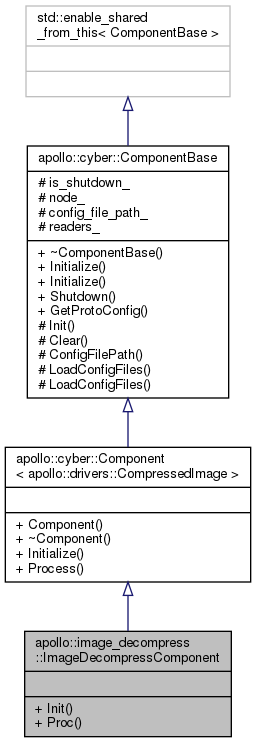 std::enable_shared
_from_this< ComponentBase >
apollo::cyber::ComponentBase
# is_shutdown_
# node_
# config_file_path_
# readers_
+ ~ComponentBase()
+ Initialize()
+ Initialize()
+ Shutdown()
+ GetProtoConfig()
# Init()
# Clear()
# ConfigFilePath()
# LoadConfigFiles()
# LoadConfigFiles()
apollo::cyber::Component
< apollo::drivers::CompressedImage >
+ Component()
+ ~Component()
+ Initialize()
+ Process()
apollo::image_decompress
::ImageDecompressComponent
+ Init()
+ Proc()